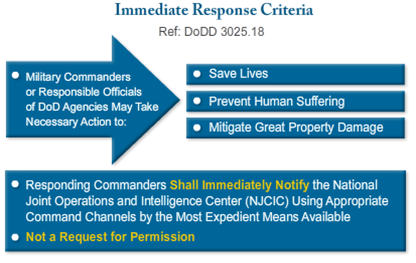 Immediate Response Criteria
Ref: DoDD 3025.18
• Military Commanders
or Responsible Officials
of DoD Agencies May Take
Necessary Action to:
• Save Lives
• Prevent Human Suffering
• Mitigate Great Property Damage
• Responding Commanders Shall Immediately Notify the National
Joint Operations and Intelligence Center (NJCIC) Using Appropriate
Command Channels by the Most Expedient Means Available
• Not a Request for Permission